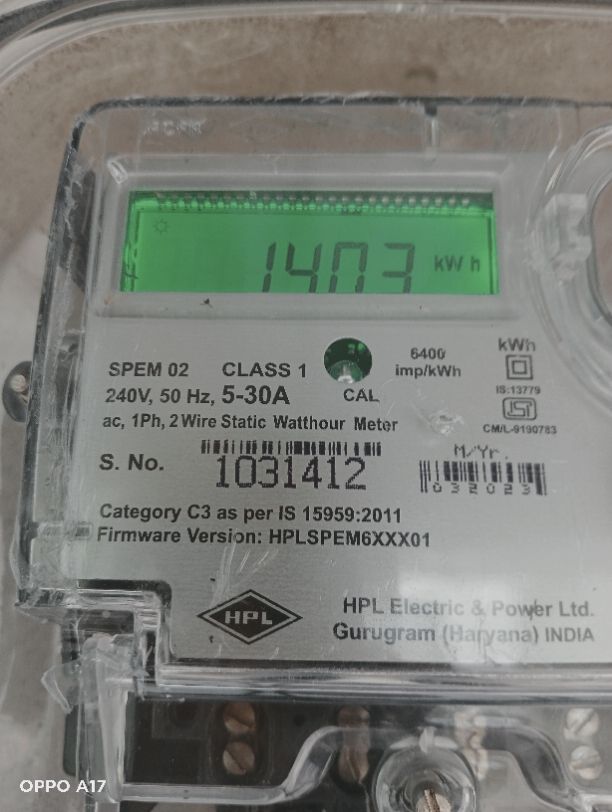 1403 kWh
SPEM 02 CLASS 1
6400 imp/kWh
kWh
240V, 50 Hz, 5-30A
CAL
IS:13779
ac, 1Ph, 2 Wire Static Watthour Meter
ISI
CM/L-9190783
S. No. 1031412
M/Yr.
032023
Category C3 as per IS 15959:2011
Firmware Version: HPLSPEM6XXX01
HPL
HPL Electric & Power Ltd.
Gurugram (Haryana) INDIA
OPPO A17